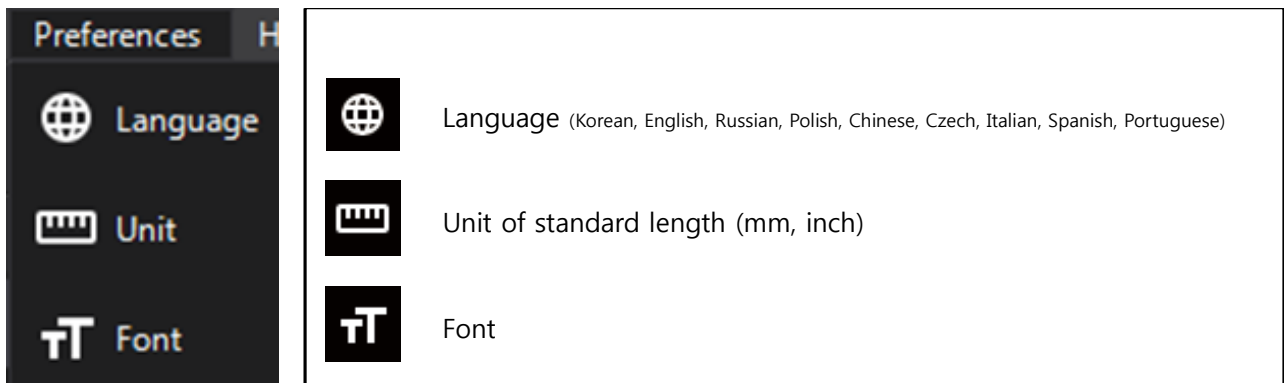 Preferences H
Language
Unit
Font
Language (Korean, English, Russian, Polish, Chinese, Czech, Italian, Spanish, Portuguese)
Unit of standard length (mm, inch)
Font